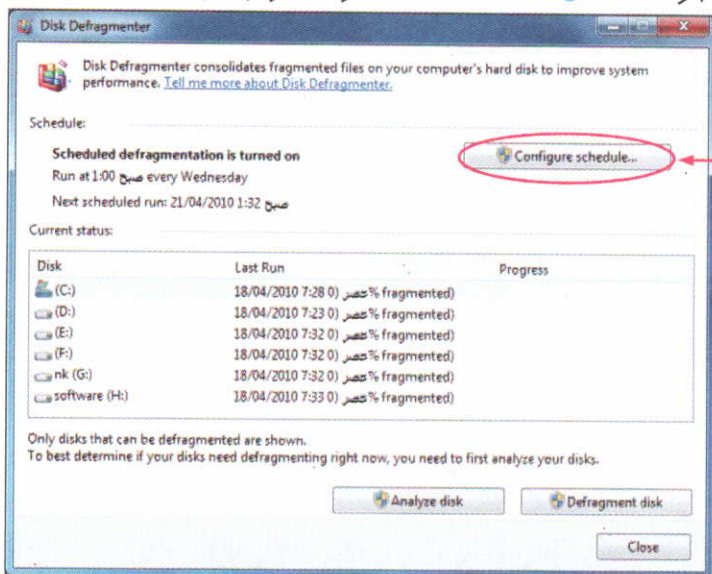 Disk Defragmenter
Disk Defragmenter consolidates fragmented files on your computer's hard disk to improve system
performance. Tell me more about Disk Defragmenter.
Schedule:
Scheduled defragmentation is turned on
Configure schedule...
Run at 1:00 صبح every Wednesday
Next scheduled run: 21/04/2010 1:32 صبح
Current status:
Disk Last Run Progress
(C:) 18/04/2010 7:28 عصر (0% fragmented)
(D:) 18/04/2010 7:23 عصر (0% fragmented)
(E:) 18/04/2010 7:32 عصر (0% fragmented)
(F:) 18/04/2010 7:32 عصر (0% fragmented)
nk (G:) 18/04/2010 7:32 عصر (0% fragmented)
software (H:) 18/04/2010 7:33 عصر (0% fragmented)
Only disks that can be defragmented are shown.
To best determine if your disks need defragmenting right now, you need to first analyze your disks.
Analyze disk Defragment disk
Close